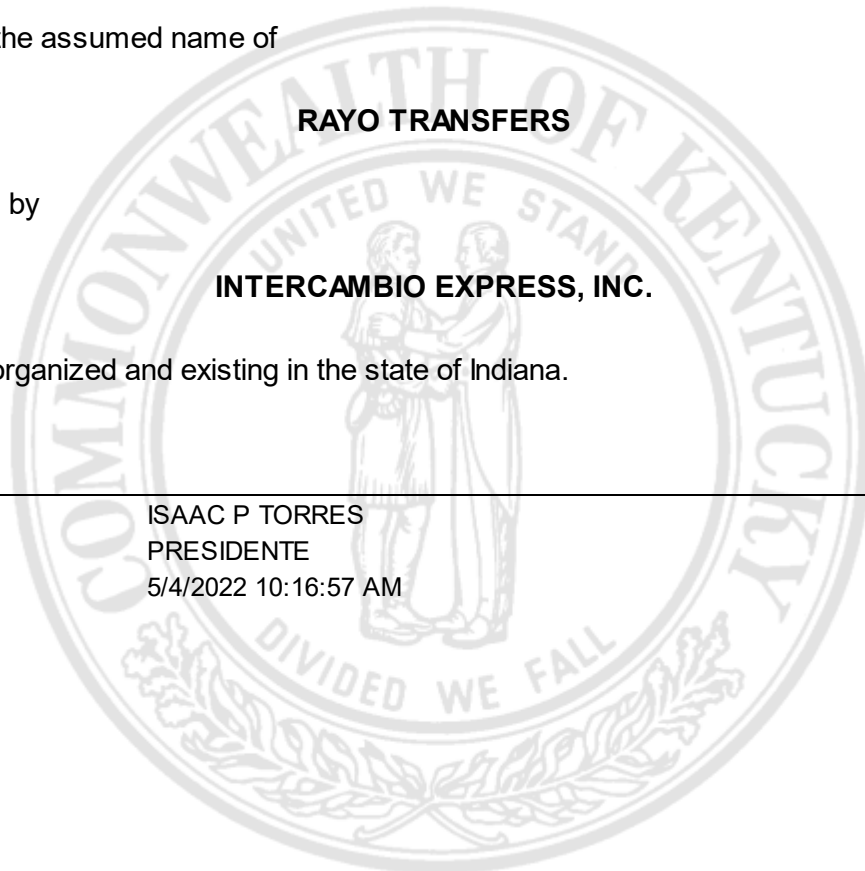 the assumed name of
RAYO TRANSFERS
by
INTERCAMBIO EXPRESS, INC.
organized and existing in the state of Indiana.
ISAAC P TORRES
PRESIDENTE
5/4/2022 10:16:57 AM
COMMONWEALTH OF KENTUCKY
UNITED WE STAND
DIVIDED WE FALL